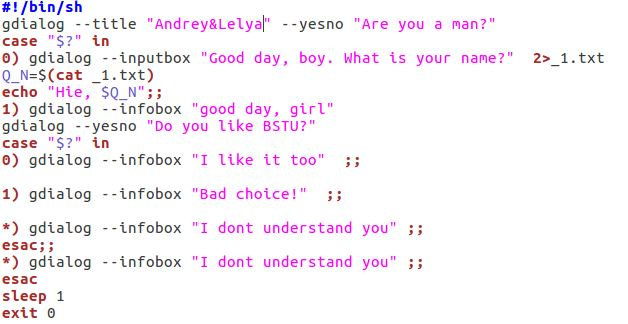 #!/bin/sh
gdialog --title "Andrey&Lelya" --yesno "Are you a man?"
case "$?" in
0) gdialog --inputbox "Good day, boy. What is your name?"  2>_1.txt
Q_N=$(cat _1.txt)
echo "Hie, $Q_N";;
1) gdialog --infobox "good day, girl"
gdialog --yesno "Do you like BSTU?"
case "$?" in
0) gdialog --infobox "I like it too"  ;;
1) gdialog --infobox "Bad choice!"  ;;
*) gdialog --infobox "I dont understand you" ;;
esac;;
*) gdialog --infobox "I dont understand you" ;;
esac
sleep 1
exit 0